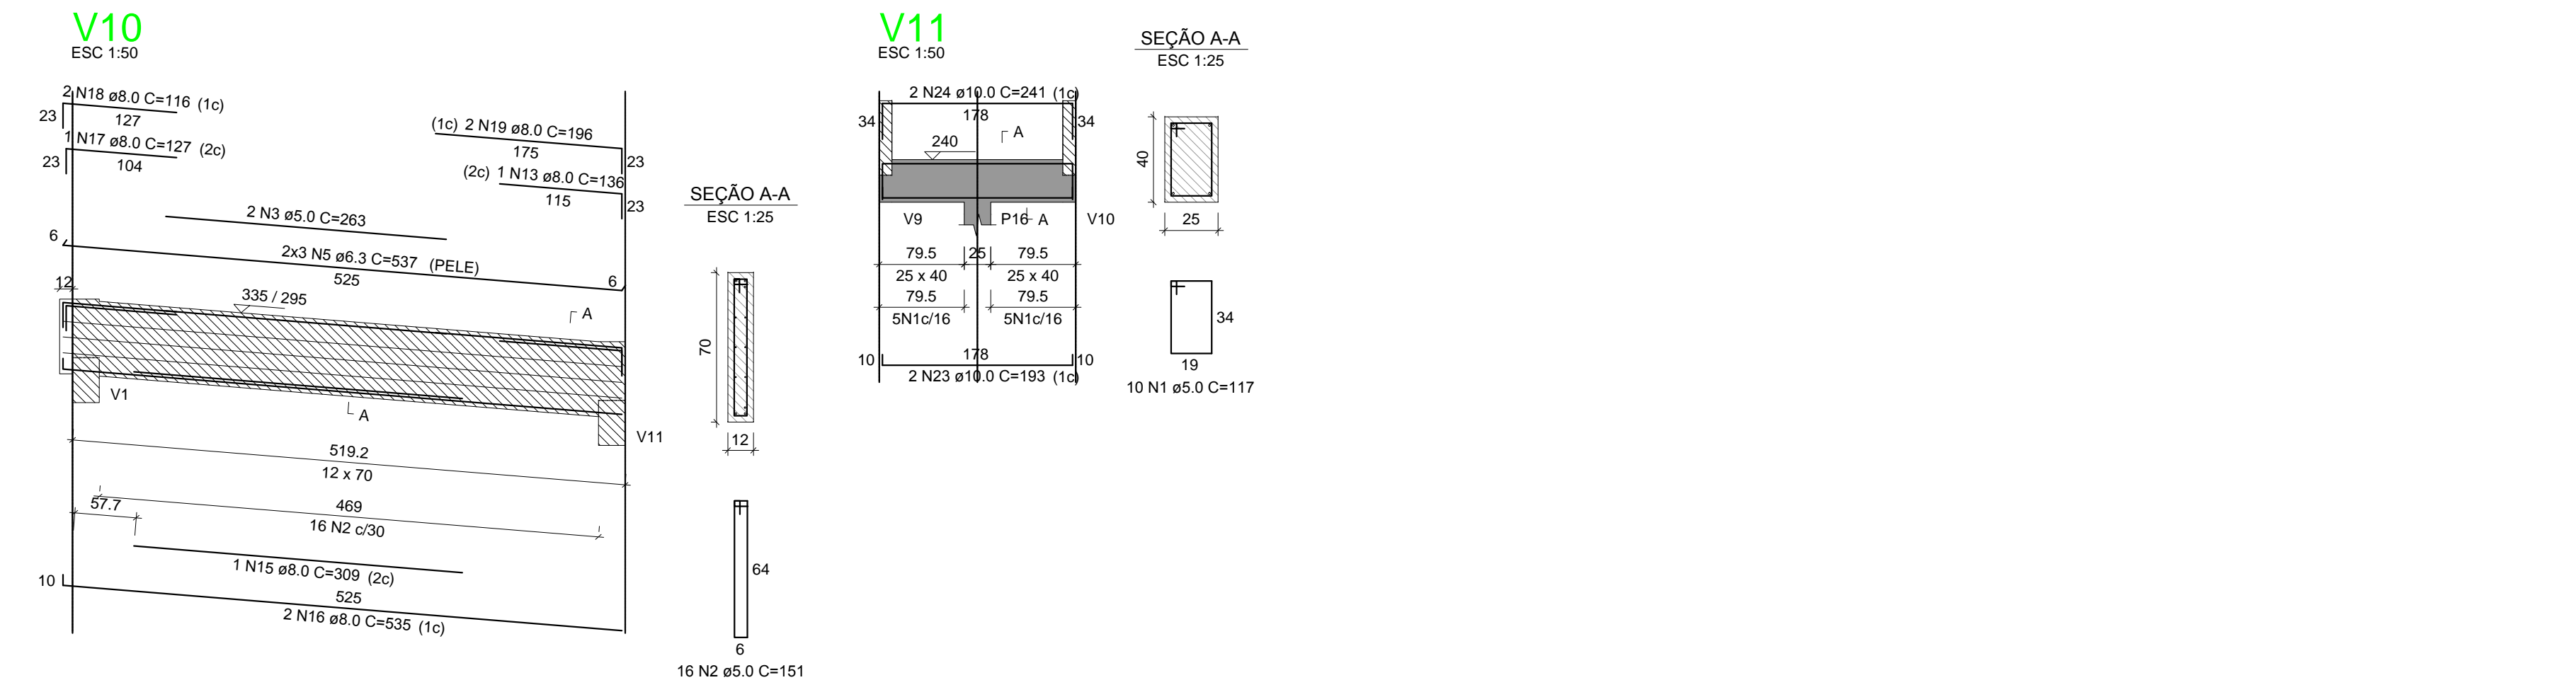 V10
ESC 1:50
2 N18 ø8.0 C=116 (1c)
23
127
1 N17 ø8.0 C=127 (2c)
23
104
(1c) 2 N19 ø8.0 C=196
175
23
(2c) 1 N13 ø8.0 C=136
115
23
2 N3 ø5.0 C=263
6
2x3 N5 ø6.3 C=537 (PELE)
525
6
12
335 / 295
A
V1
A
V11
519.2
12 x 70
57.7
469
16 N2 c/30
1 N15 ø8.0 C=309 (2c)
10
525
2 N16 ø8.0 C=535 (1c)
SEÇÃO A-A
ESC 1:25
70
12
64
6
16 N2 ø5.0 C=151
V11
ESC 1:50
2 N24 ø10.0 C=241 (1c)
34
178
34
A
240
V9
P16
A
V10
79.5
25
79.5
25 x 40
25 x 40
79.5
79.5
5N1c/16
5N1c/16
10
178
10
2 N23 ø10.0 C=193 (1c)
SEÇÃO A-A
ESC 1:25
40
25
34
19
10 N1 ø5.0 C=117